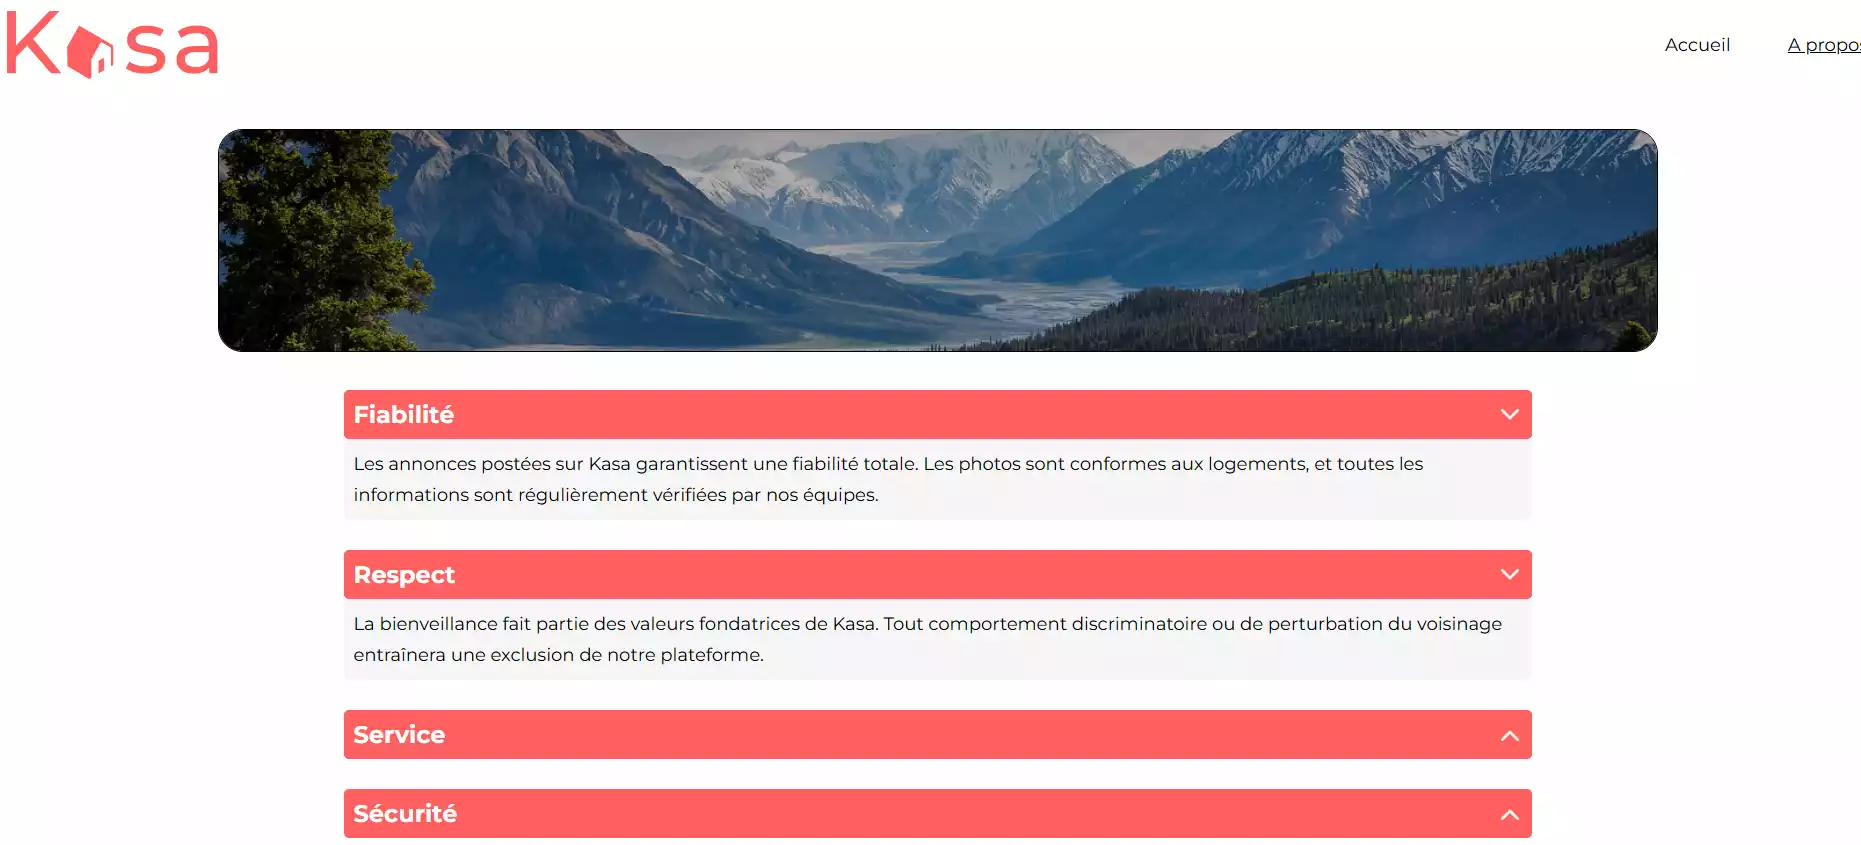 Kasa
Accueil
A propos
Fiabilité
Les annonces postées sur Kasa garantissent une fiabilité totale. Les photos sont conformes aux logements, et toutes les
informations sont régulièrement vérifiées par nos équipes.
Respect
La bienveillance fait partie des valeurs fondatrices de Kasa. Tout comportement discriminatoire ou de perturbation du voisinage
entraînera une exclusion de notre plateforme.
Service
Sécurité